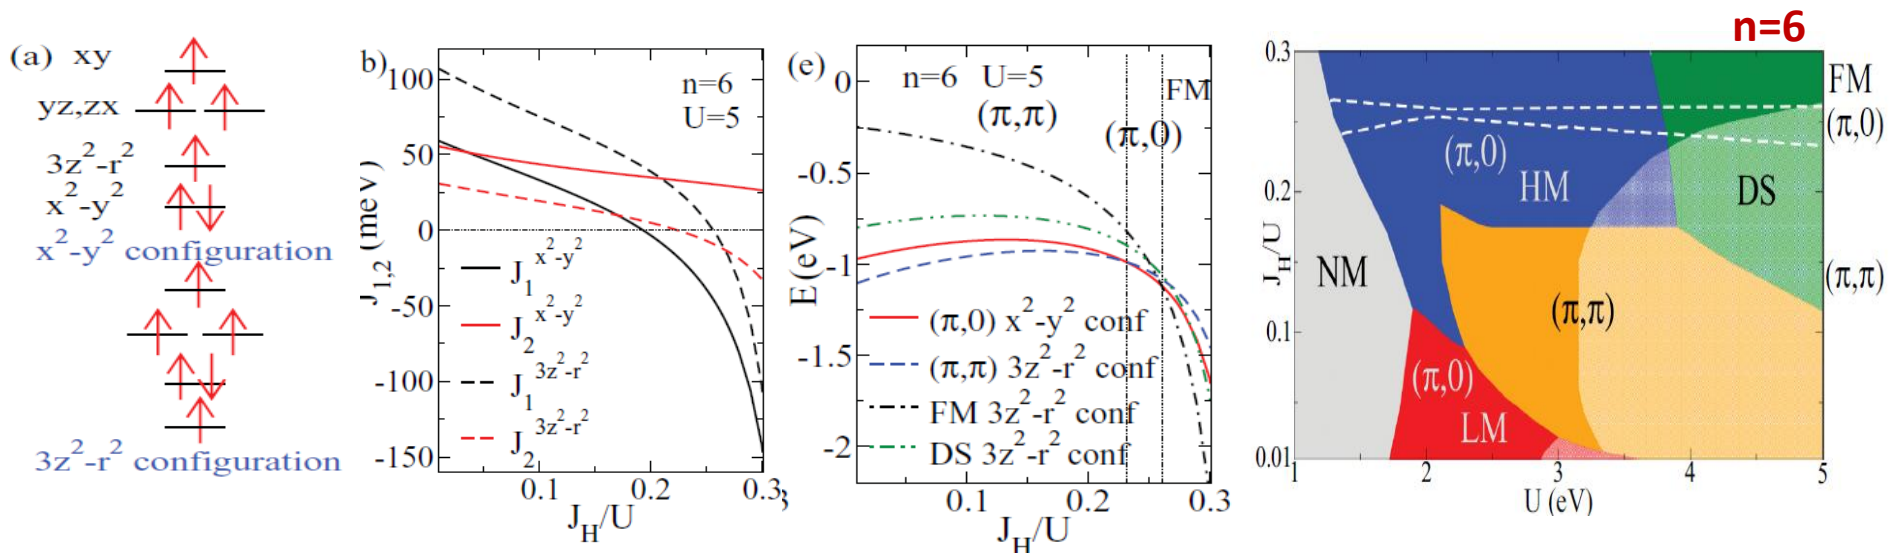 (a) xy
yz,zx
3z²-r²
x²-y²
x²-y² configuration
3z²-r² configuration
b)
n=6
U=5
J₁,₂ (meV)
100
50
0
-50
-100
-150
J₁ x²-y²
J₂ x²-y²
J₁ 3z²-r²
J₂ 3z²-r²
0.1 0.2 0.3
J_H/U
(e)
n=6 U=5
FM
(π,π)
(π,0)
E (eV)
0
-0.5
-1
-1.5
-2
(π,0) x²-y² conf
(π,π) 3z²-r² conf
FM 3z²-r² conf
DS 3z²-r² conf
0.1 0.2 0.3
J_H/U
n=6
J_H/U
0.3
0.2
0.1
0.01
NM
(π,0)
HM
DS
(π,π)
(π,0)
LM
FM
(π,0)
(π,π)
1 2 3 4 5
U (eV)